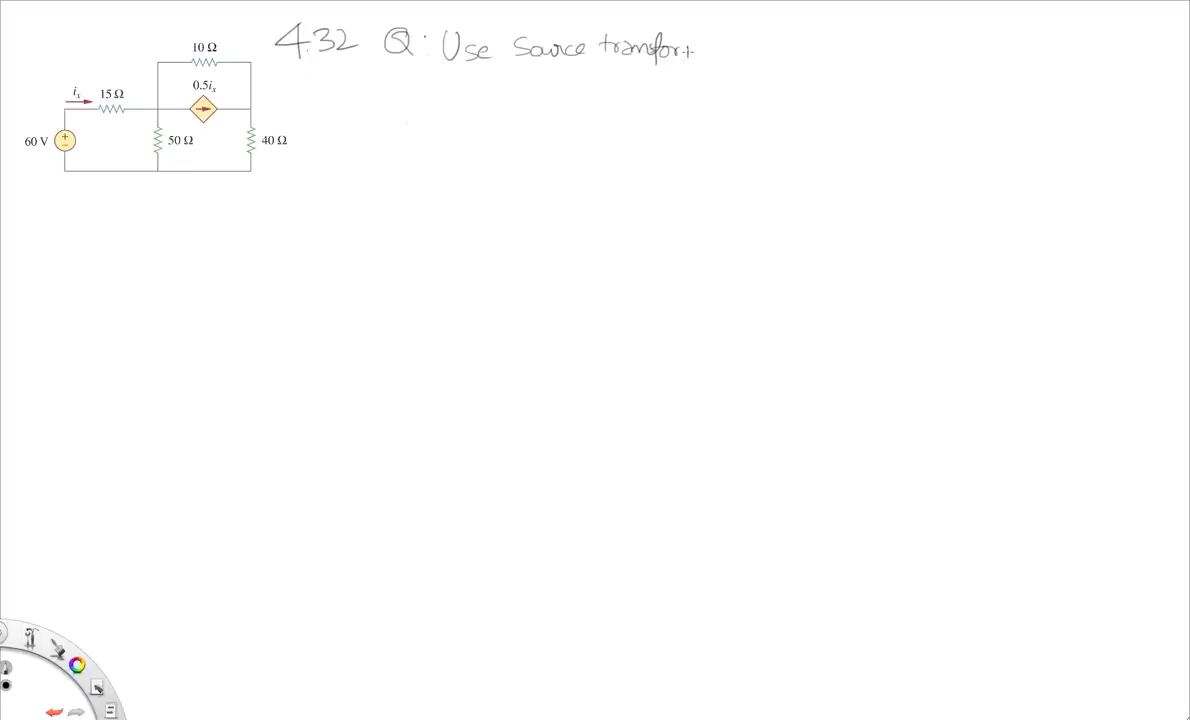 4.32 Q: Use Source transfor
10 Ω
0.5ix
ix 15 Ω
60 V + − 50 Ω 40 Ω